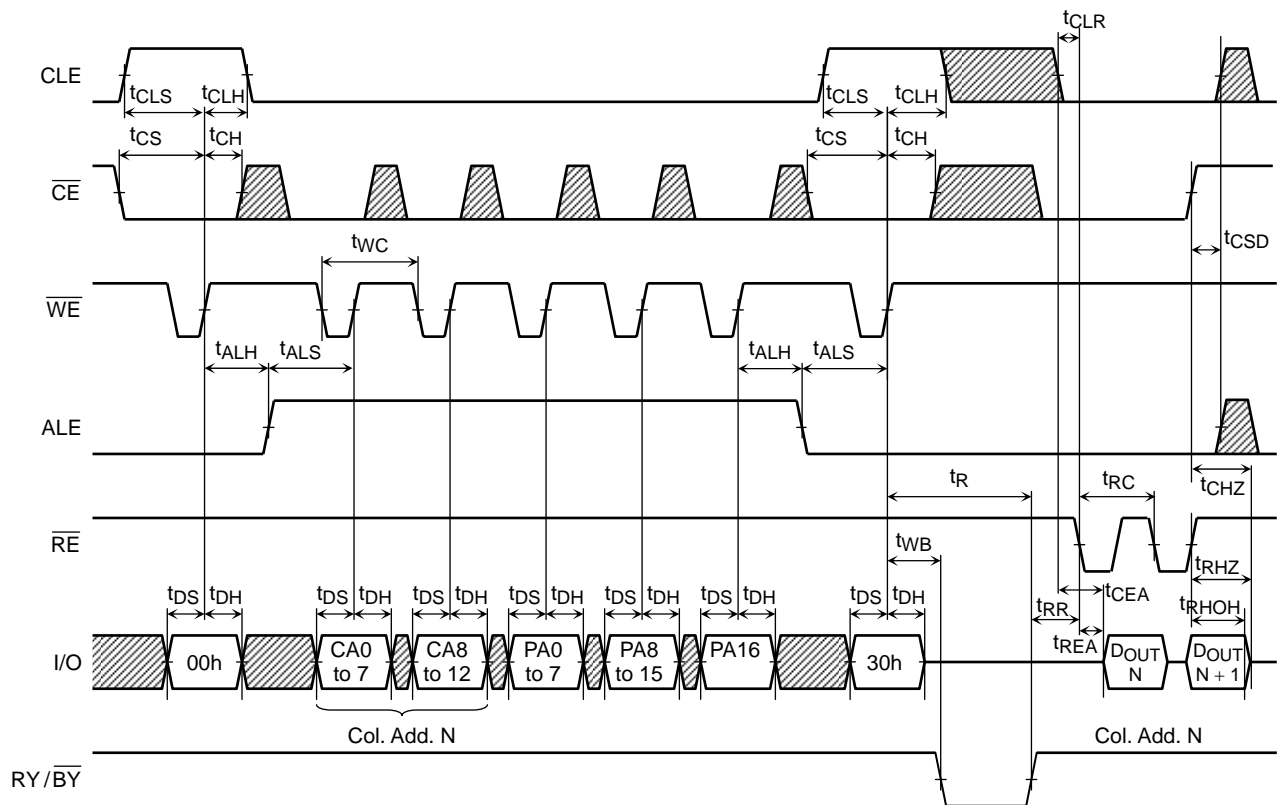 tCLR
CLE
tCLS tCLH tCLS tCLH
tCS tCH tCS tCH
CE
tWC tCSD
WE
tALH tALS tALH tALS
ALE
tR tRC tCHZ
RE
tWB tRHZ
tDS tDH tDS tDH tDS tDH tDS tDH tDS tDH tDS tDH tDS tDH tRR tCEA tRHOH
tREA
I/O 00h CA0 to 7 CA8 to 12 PA0 to 7 PA8 to 15 PA16 30h DOUT N DOUT N + 1
Col. Add. N Col. Add. N
RY/BY